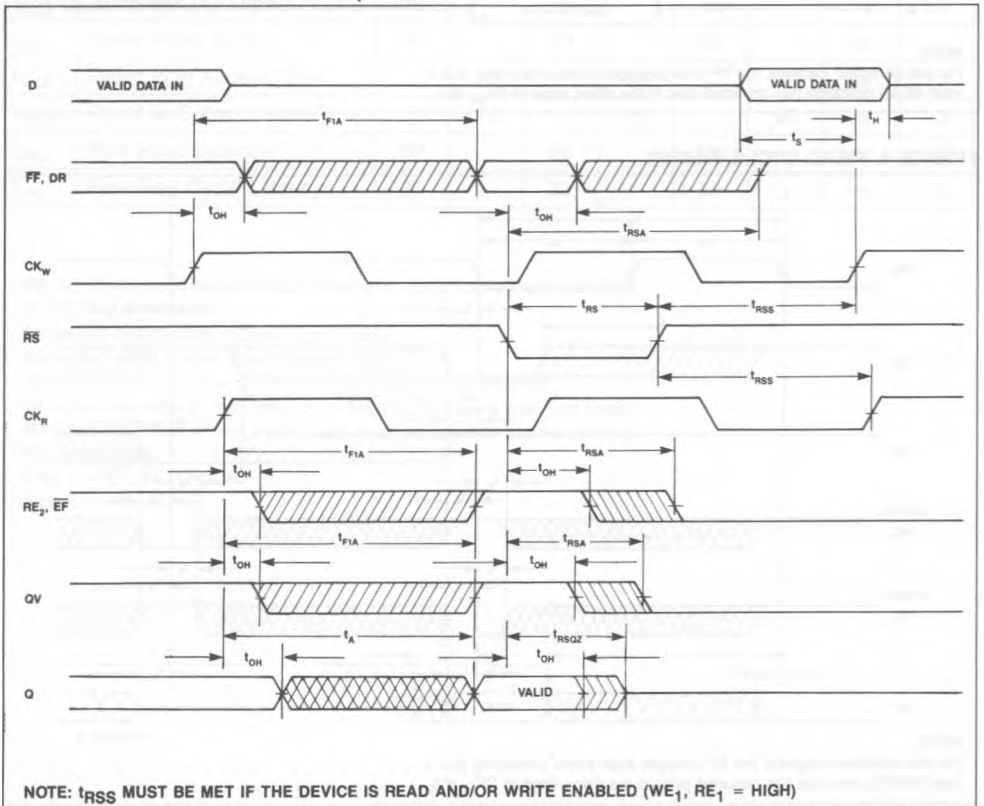 D VALID DATA IN VALID DATA IN
tF1A tH
tS
FF, DR
tOH tOH
tRSA
CKW
tRS tRSS
RS
tRSS
CKR
tF1A tRSA
tOH tOH
RE2, EF
tF1A tRSA
tOH tOH
QV
tA tRSQZ
tOH tOH
Q VALID
NOTE: tRSS MUST BE MET IF THE DEVICE IS READ AND/OR WRITE ENABLED (WE1, RE1 = HIGH)